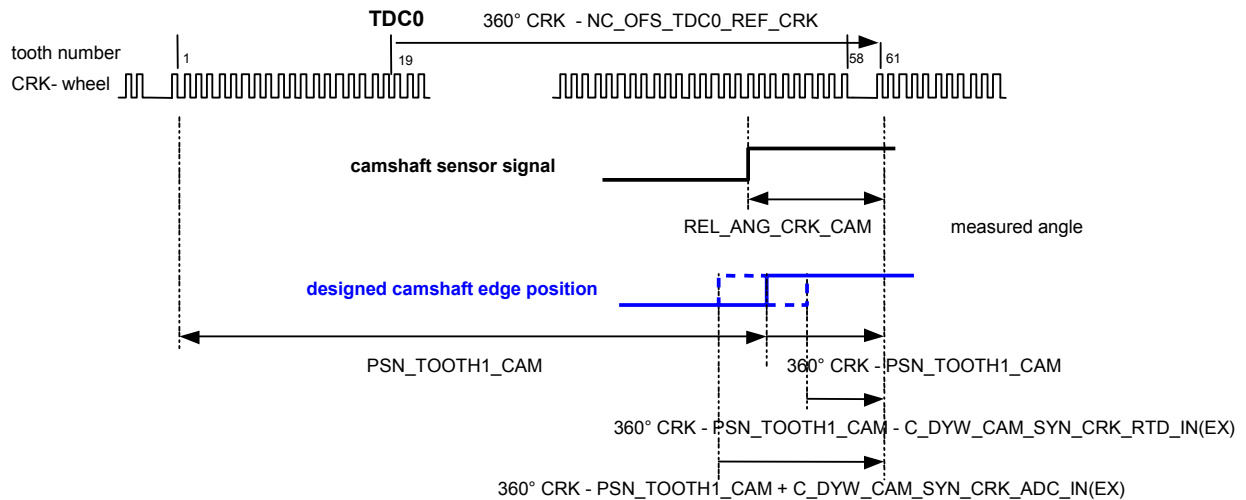 TDC0 360° CRK - NC_OFS_TDC0_REF_CRK
tooth number
1 19 58 61
CRK- wheel
camshaft sensor signal
REL_ANG_CRK_CAM measured angle
designed camshaft edge position
PSN_TOOTH1_CAM 360° CRK - PSN_TOOTH1_CAM
360° CRK - PSN_TOOTH1_CAM - C_DYW_CAM_SYN_CRK_RTD_IN(EX)
360° CRK - PSN_TOOTH1_CAM + C_DYW_CAM_SYN_CRK_ADC_IN(EX)